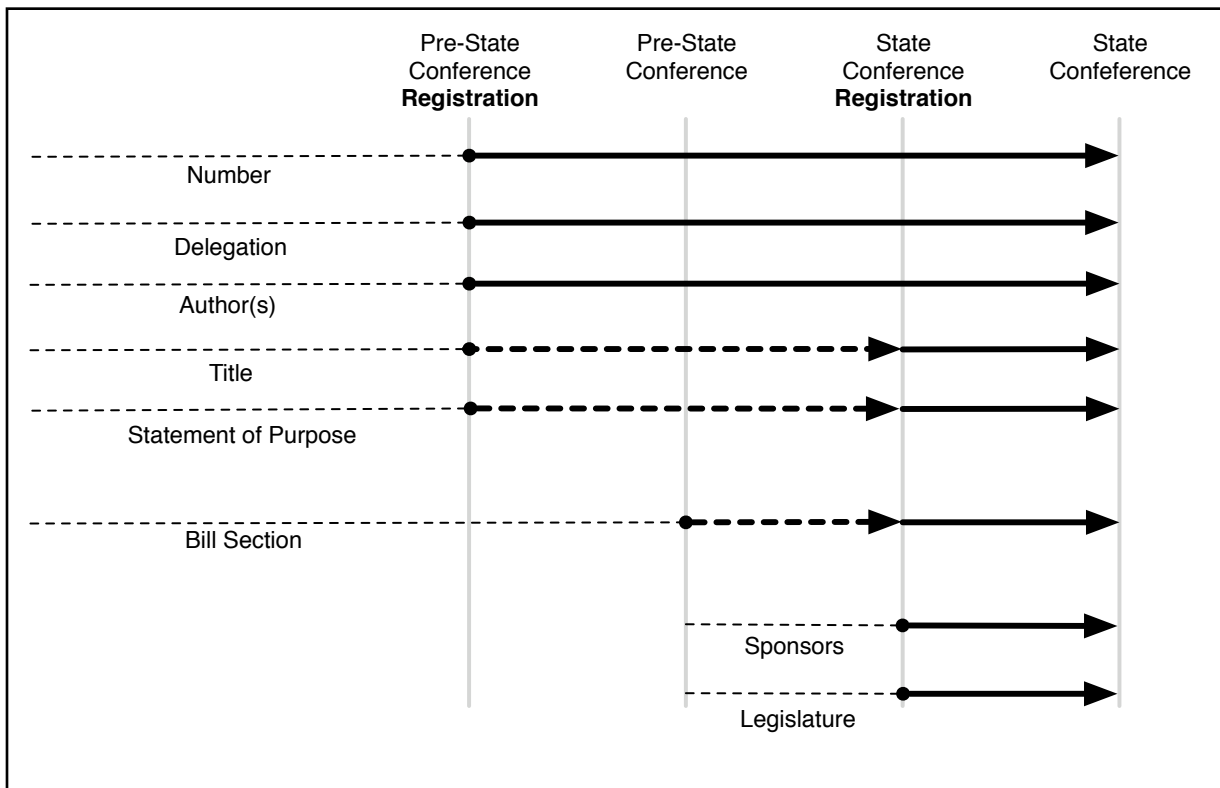 Pre-State
Conference
Registration
Pre-State
Conference
State
Conference
Registration
State
Confeference
Number
Delegation
Author(s)
Title
Statement of Purpose
Bill Section
Sponsors
Legislature